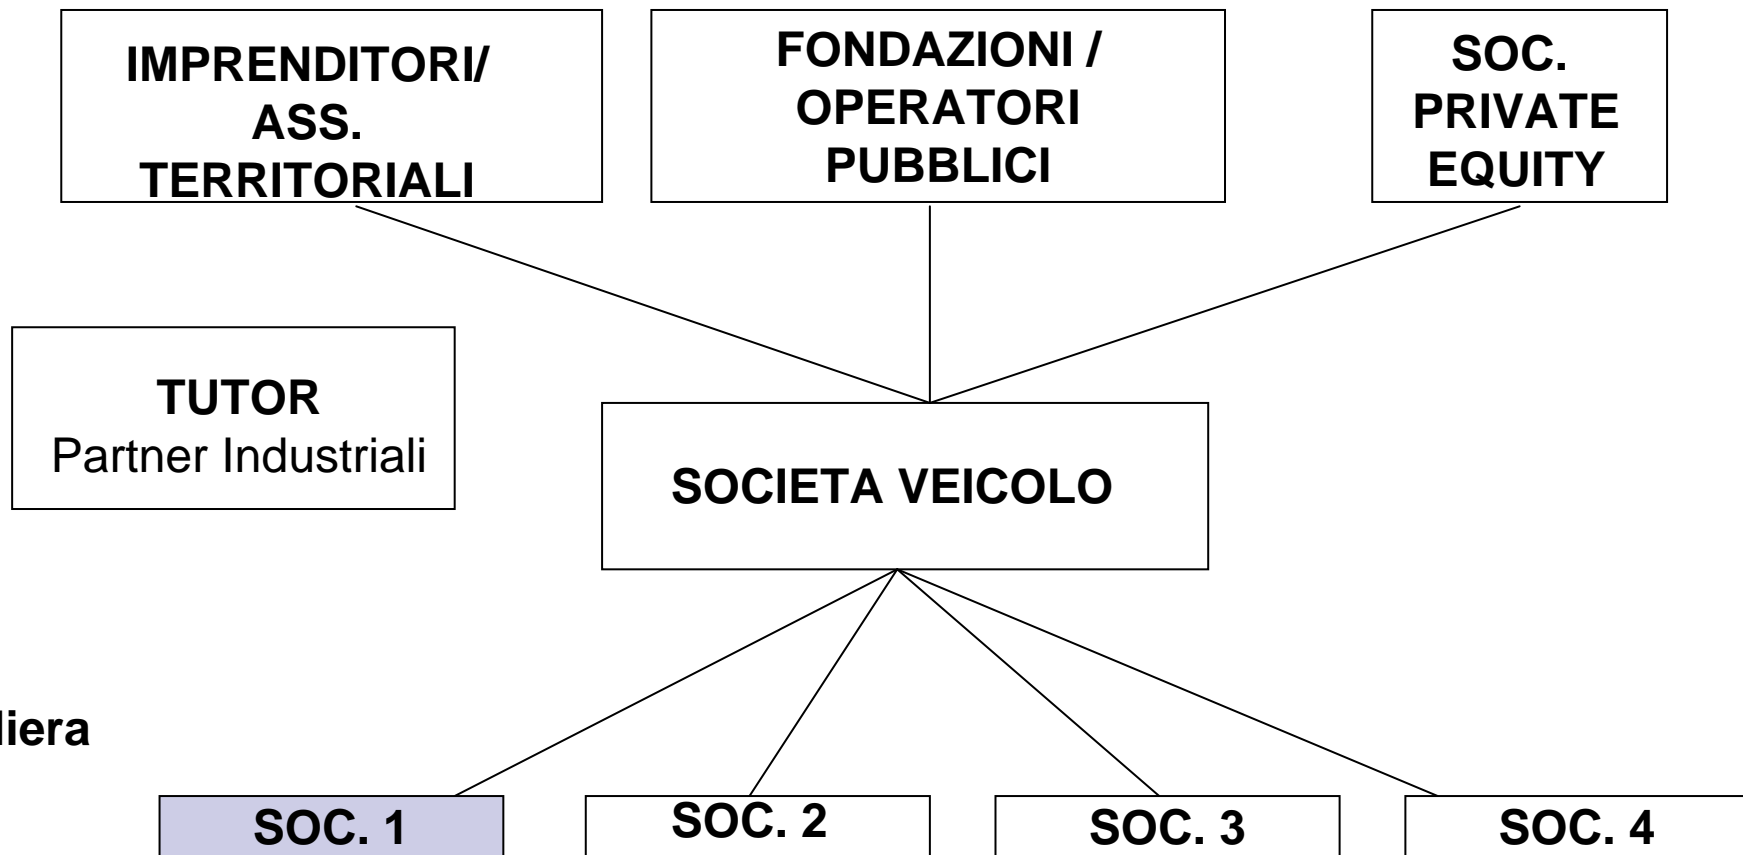 IMPRENDITORI/
ASS.
TERRITORIALI
FONDAZIONI /
OPERATORI
PUBBLICI
SOC.
PRIVATE
EQUITY
TUTOR
Partner Industriali
SOCIETA VEICOLO
liera
SOC. 1
SOC. 2
SOC. 3
SOC. 4